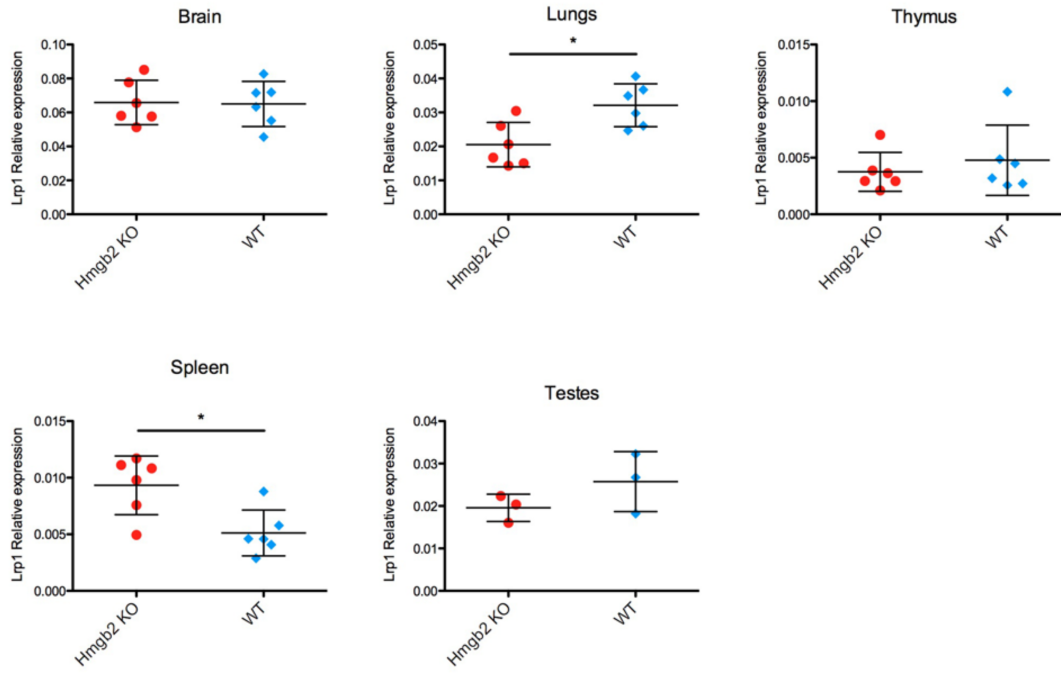 Brain
Lrp1 Relative expression
0.10
0.08
0.06
0.04
0.02
0.00
Hmgb2 KO
WT
Lungs
*
Lrp1 Relative expression
0.05
0.04
0.03
0.02
0.01
0.00
Hmgb2 KO
WT
Thymus
Lrp1 Relative expression
0.015
0.010
0.005
0.000
Hmgb2 KO
WT
Spleen
*
Lrp1 Relative expression
0.015
0.010
0.005
0.000
Hmgb2 KO
WT
Testes
Lrp1 Relative expression
0.04
0.03
0.02
0.01
0.00
Hmgb2 KO
WT